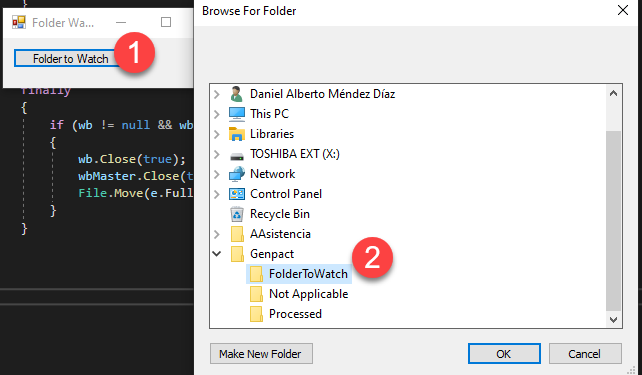 Folder Wa...
Folder to Watch
1
finally
{
if (wb != null && wb
{
wb.Close(true);
wbMaster.Close(t
File.Move(e.Full
}
}
Browse For Folder
Daniel Alberto Méndez Díaz
This PC
Libraries
TOSHIBA EXT (X:)
Network
Control Panel
Recycle Bin
AAsistencia
Genpact
FolderToWatch
2
Not Applicable
Processed
Make New Folder
OK
Cancel